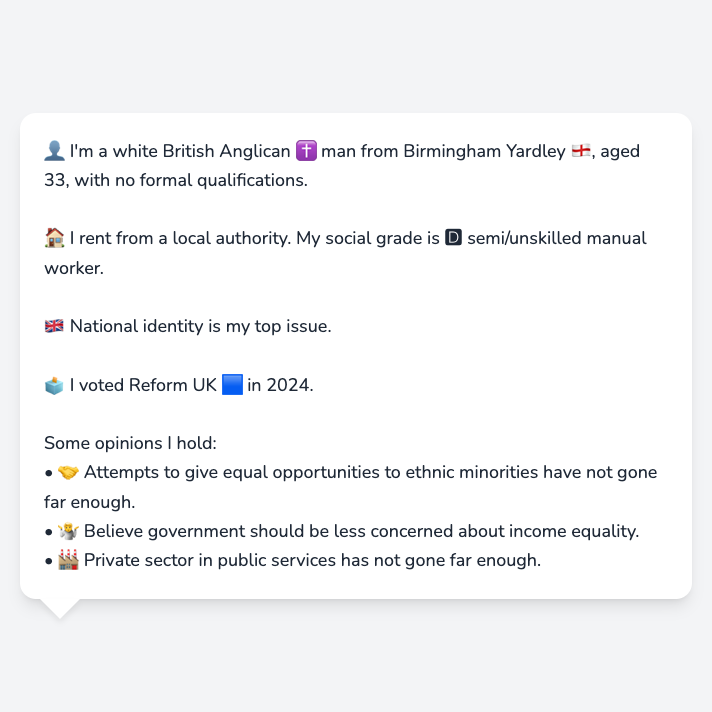 👤 I'm a white British Anglican ✝️ man from Birmingham Yardley 🏴󠁧󠁢󠁥󠁮󠁧󠁿, aged
33, with no formal qualifications.
🏠 I rent from a local authority. My social grade is 🅳 semi/unskilled manual
worker.
🇬🇧 National identity is my top issue.
🗳️ I voted Reform UK 🟦 in 2024.
Some opinions I hold:
• 🤝 Attempts to give equal opportunities to ethnic minorities have not gone
far enough.
• 🤷 Believe government should be less concerned about income equality.
• 🏭 Private sector in public services has not gone far enough.